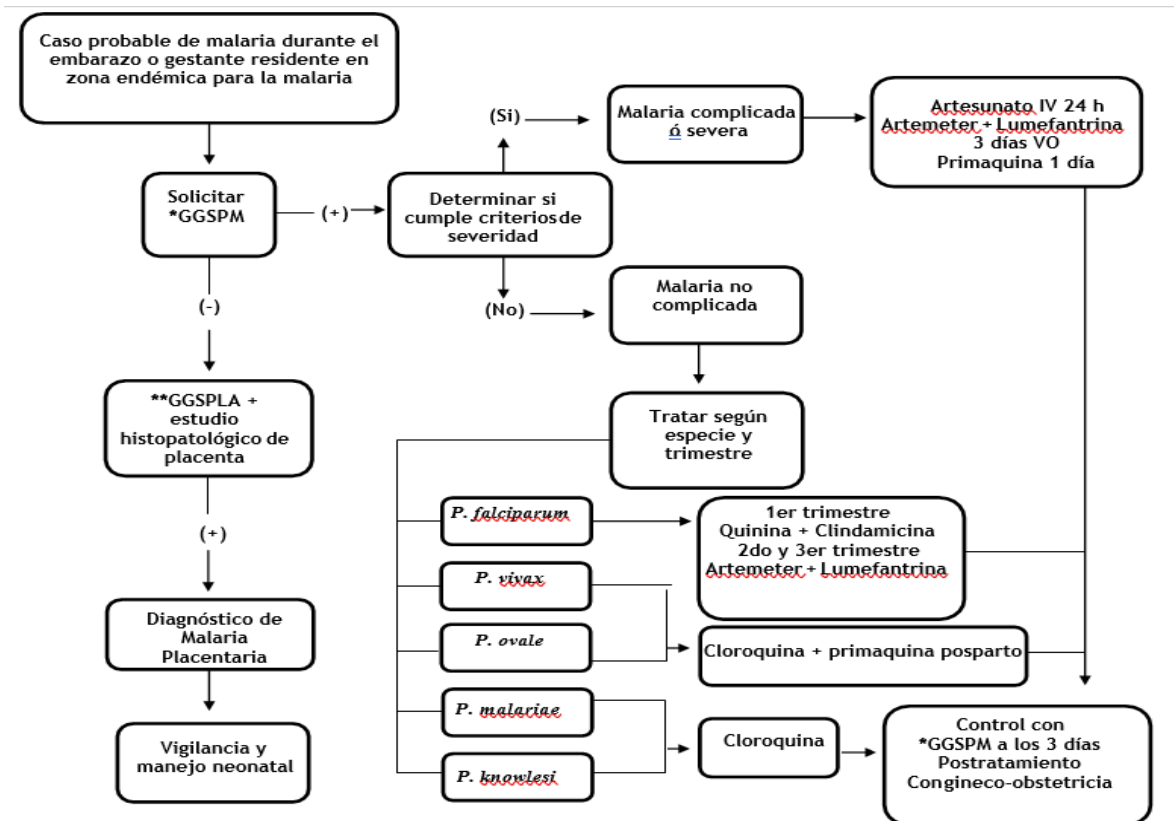 Caso probable de malaria durante el
embarazo o gestante residente en
zona endémica para la malaria
Solicitar
*GGSPM
(+)
Determinar si
cumple criterios de
severidad
(Si)
Malaria complicada
ó severa
Artesunato IV 24 h
Artemeter + Lumefantrina
3 días VO
Primaquina 1 día
(No)
Malaria no
complicada
Tratar según
especie y
trimestre
(-)
**GGSPLA +
estudio
histopatológico de
placenta
(+)
Diagnóstico de
Malaria
Placentaria
Vigilancia y
manejo neonatal
P. falciparum
1er trimestre
Quinina + Clindamicina
2do y 3er trimestre
Artemeter + Lumefantrina
P. vivax
P. ovale
Cloroquina + primaquina posparto
P. malariae
P. knowlesi
Cloroquina
Control con
*GGSPM a los 3 días
Postratamiento
Congineco-obstetricia